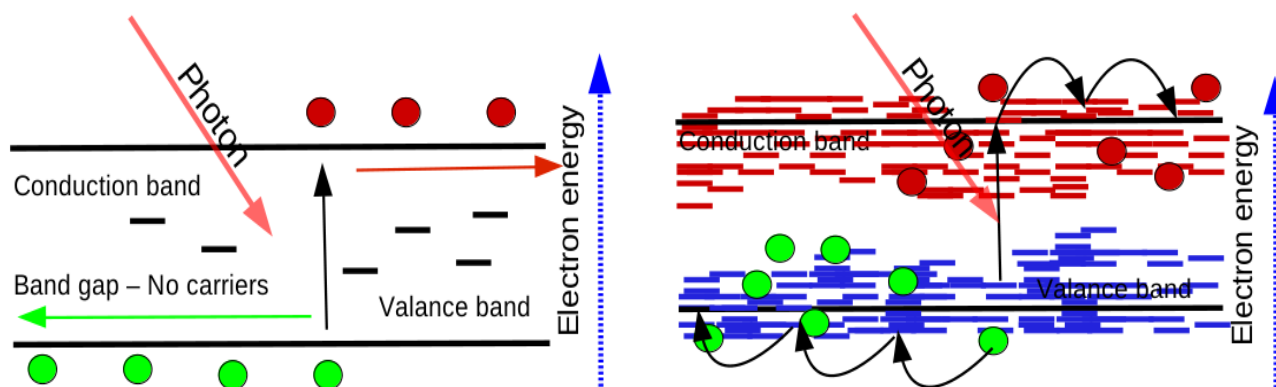 Photon
Conduction band
Band gap – No carriers
Valance band
Electron energy
Photon
Conduction band
Valance band
Electron energy